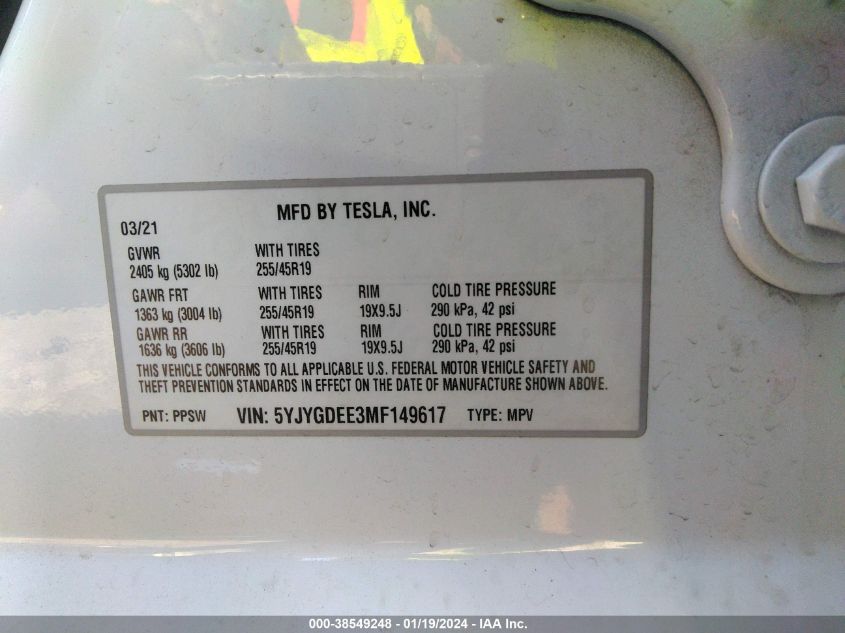 MFD BY TESLA, INC.
03/21
GVWR WITH TIRES
2405 kg (5302 lb) 255/45R19
GAWR FRT WITH TIRES RIM COLD TIRE PRESSURE
1363 kg (3004 lb) 255/45R19 19X9.5J 290 kPa, 42 psi
GAWR RR WITH TIRES RIM COLD TIRE PRESSURE
1636 kg (3606 lb) 255/45R19 19X9.5J 290 kPa, 42 psi
THIS VEHICLE CONFORMS TO ALL APPLICABLE U.S. FEDERAL MOTOR VEHICLE SAFETY AND
THEFT PREVENTION STANDARDS IN EFFECT ON THE DATE OF MANUFACTURE SHOWN ABOVE.
PNT: PPSW VIN: 5YJYGDEE3MF149617 TYPE: MPV
000-38549248 - 01/19/2024 - IAA Inc.